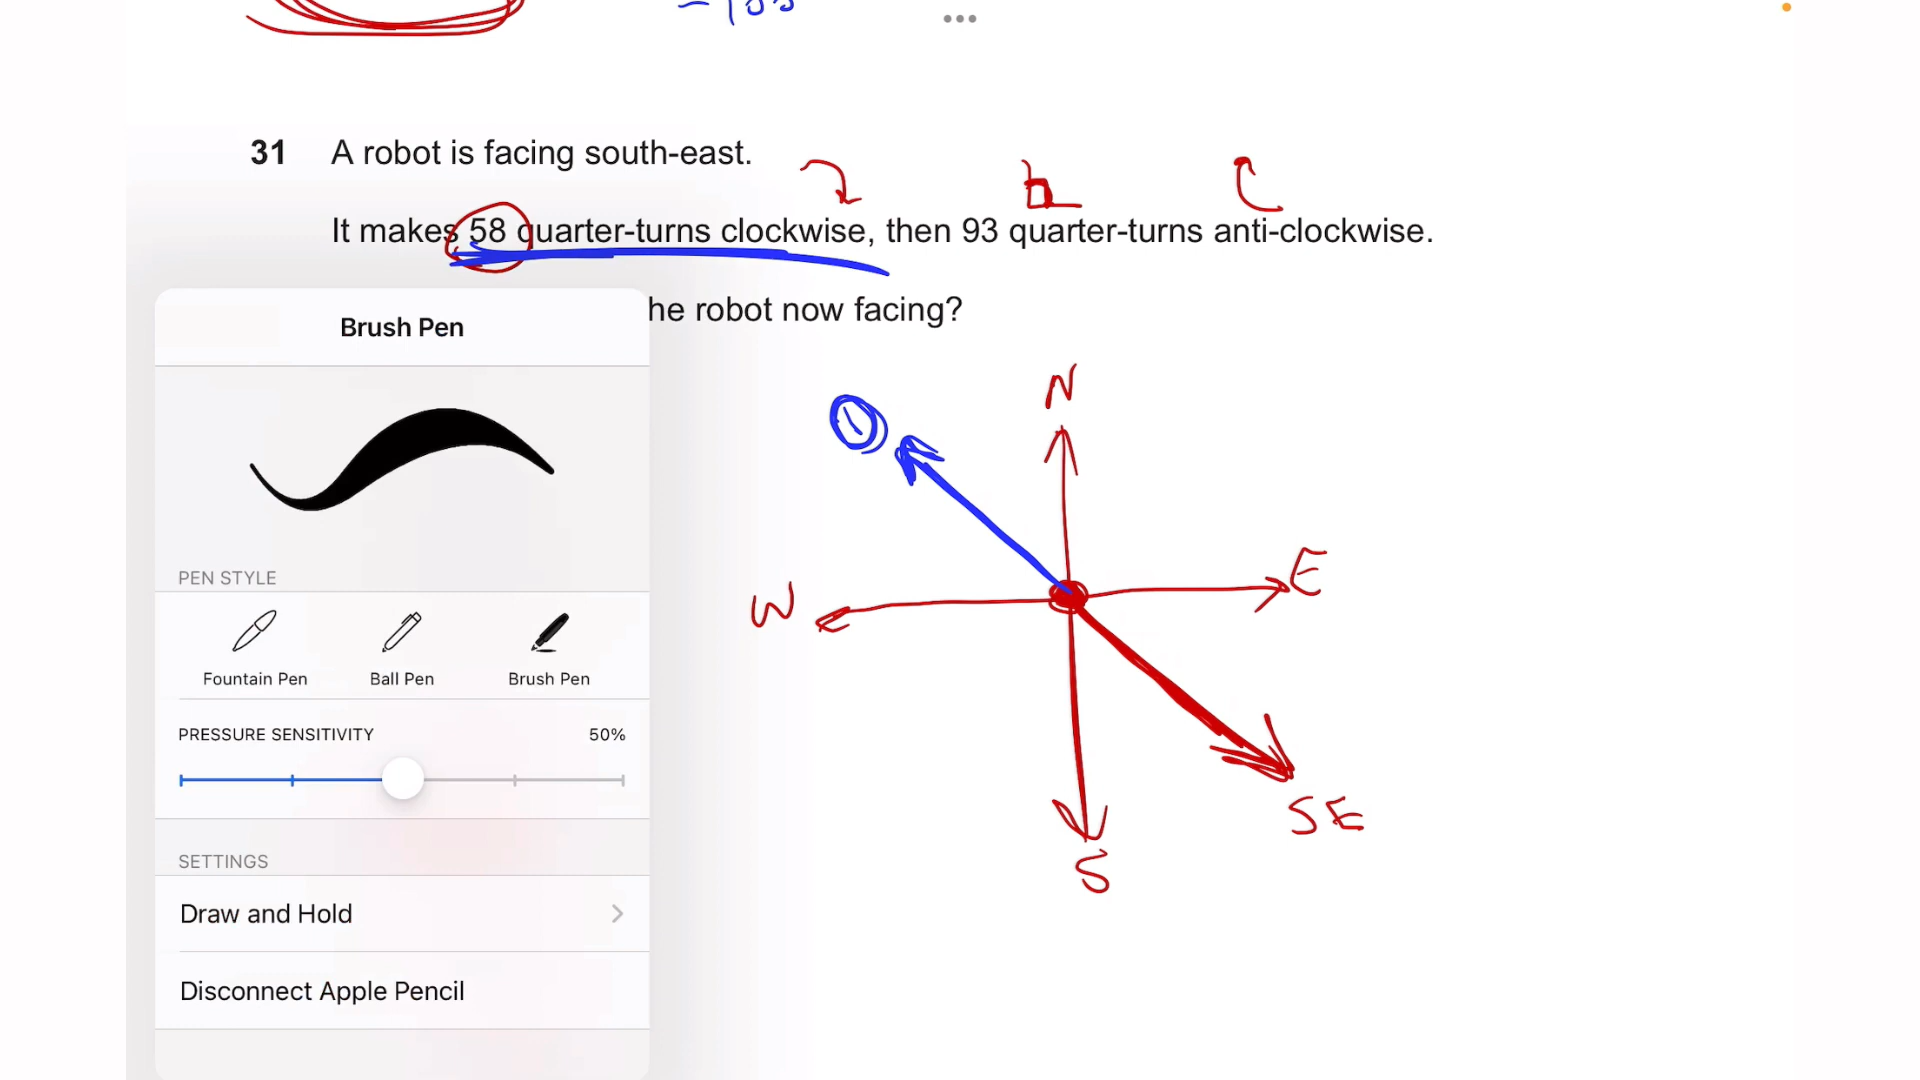 31 A robot is facing south-east.
It makes 58 quarter-turns clockwise, then 93 quarter-turns anti-clockwise.
he robot now facing?
Brush Pen
PEN STYLE
Fountain Pen
Ball Pen
Brush Pen
PRESSURE SENSITIVITY 50%
SETTINGS
Draw and Hold
Disconnect Apple Pencil
N
1
E
W
SE
S